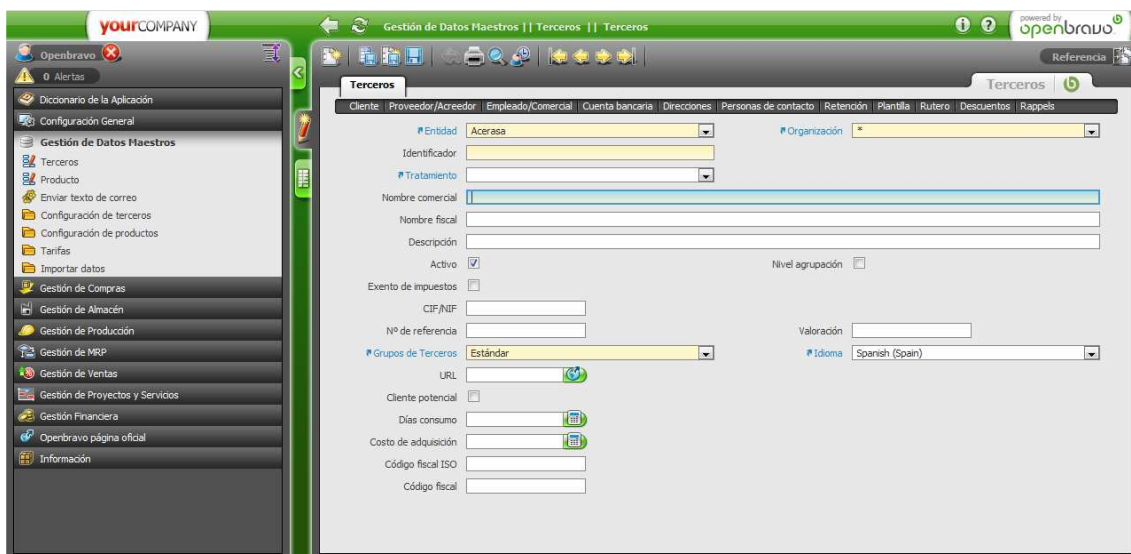 yourCOMPANY
Gestión de Datos Maestros || Terceros || Terceros
powered by
openbravo
Openbravo
0 Alertas
Diccionario de la Aplicación
Configuración General
Gestión de Datos Maestros
Terceros
Producto
Enviar texto de correo
Configuración de terceros
Configuración de productos
Tarifas
Importar datos
Gestión de Compras
Gestión de Almacén
Gestión de Producción
Gestión de MRP
Gestión de Ventas
Gestión de Proyectos y Servicios
Gestión Financiera
Openbravo página oficial
Información
Referencia
Terceros
Terceros
Cliente Proveedor/Acreedor Empleado/Comercial Cuenta bancaria Direcciones Personas de contacto Retención Plantilla Rutero Descuentos Rappels
Entidad Acerasa Organización *
Identificador
Tratamiento
Nombre comercial
Nombre fiscal
Descripción
Activo Nivel agrupación
Exento de impuestos
CIF/NIF
Nº de referencia Valoración
Grupos de Terceros Estándar Idioma Spanish (Spain)
URL
Cliente potencial
Días consumo
Costo de adquisición
Código fiscal ISO
Código fiscal